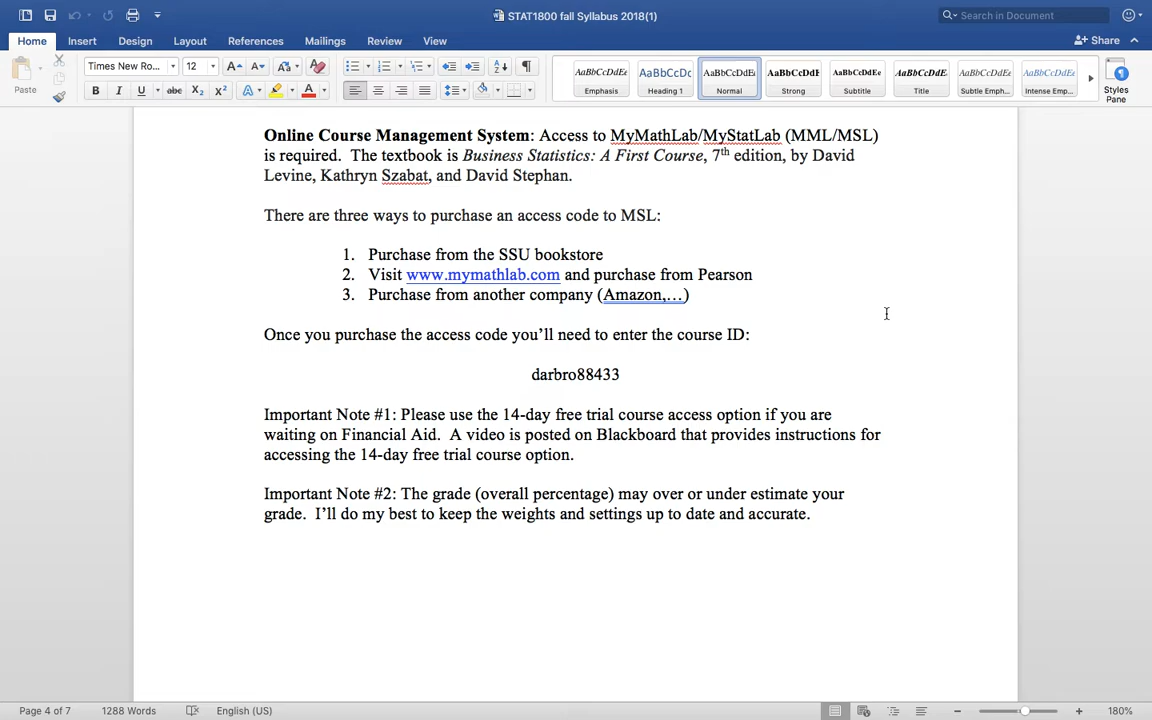 STAT1800 fall Syllabus 2018(1)
Search in Document
Home Insert Design Layout References Mailings Review View
Share
Paste
Times New Ro... 12
AaBbCcDdEe AaBbCcDc AaBbCcDdEe AaBbCcDdE AaBbCcDdEe AaBbCcDdE. AaBbCcDdEe AaBbCcDdEe
Emphasis Heading 1 Normal Strong Subtitle Title Subtle Emph... Intense Emp...
Styles
Pane
Online Course Management System: Access to MyMathLab/MyStatLab (MML/MSL)
is required. The textbook is Business Statistics: A First Course, 7th edition, by David
Levine, Kathryn Szabat, and David Stephan.
There are three ways to purchase an access code to MSL:
1. Purchase from the SSU bookstore
2. Visit www.mymathlab.com and purchase from Pearson
3. Purchase from another company (Amazon,…)
Once you purchase the access code you’ll need to enter the course ID:
darbro88433
Important Note #1: Please use the 14-day free trial course access option if you are
waiting on Financial Aid. A video is posted on Blackboard that provides instructions for
accessing the 14-day free trial course option.
Important Note #2: The grade (overall percentage) may over or under estimate your
grade. I’ll do my best to keep the weights and settings up to date and accurate.
Page 4 of 7 1288 Words English (US) 180%